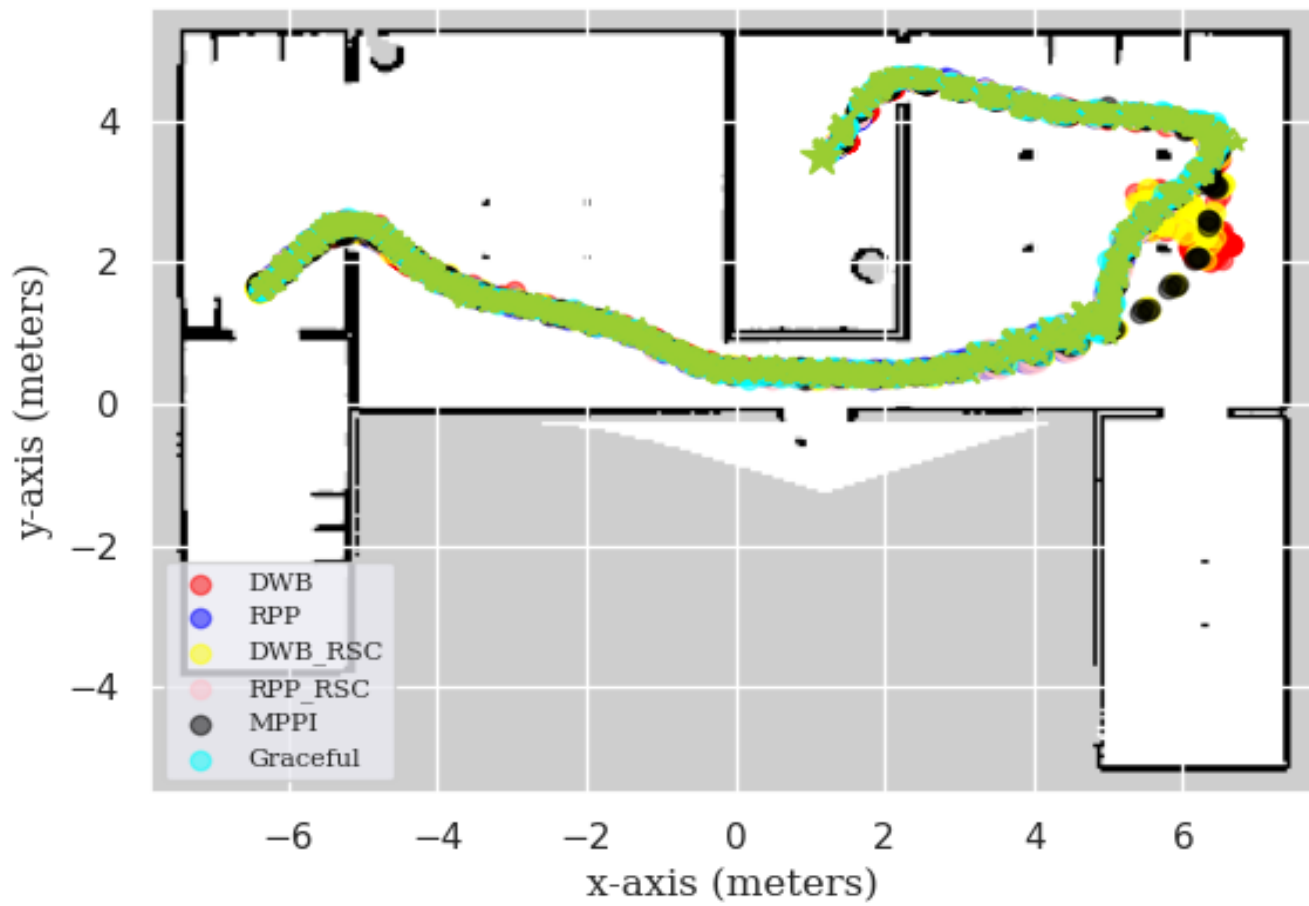 4
2
0
−2
−4
y-axis (meters)
DWB
RPP
DWB_RSC
RPP_RSC
MPPI
Graceful
−6
−4
−2
0
2
4
6
x-axis (meters)